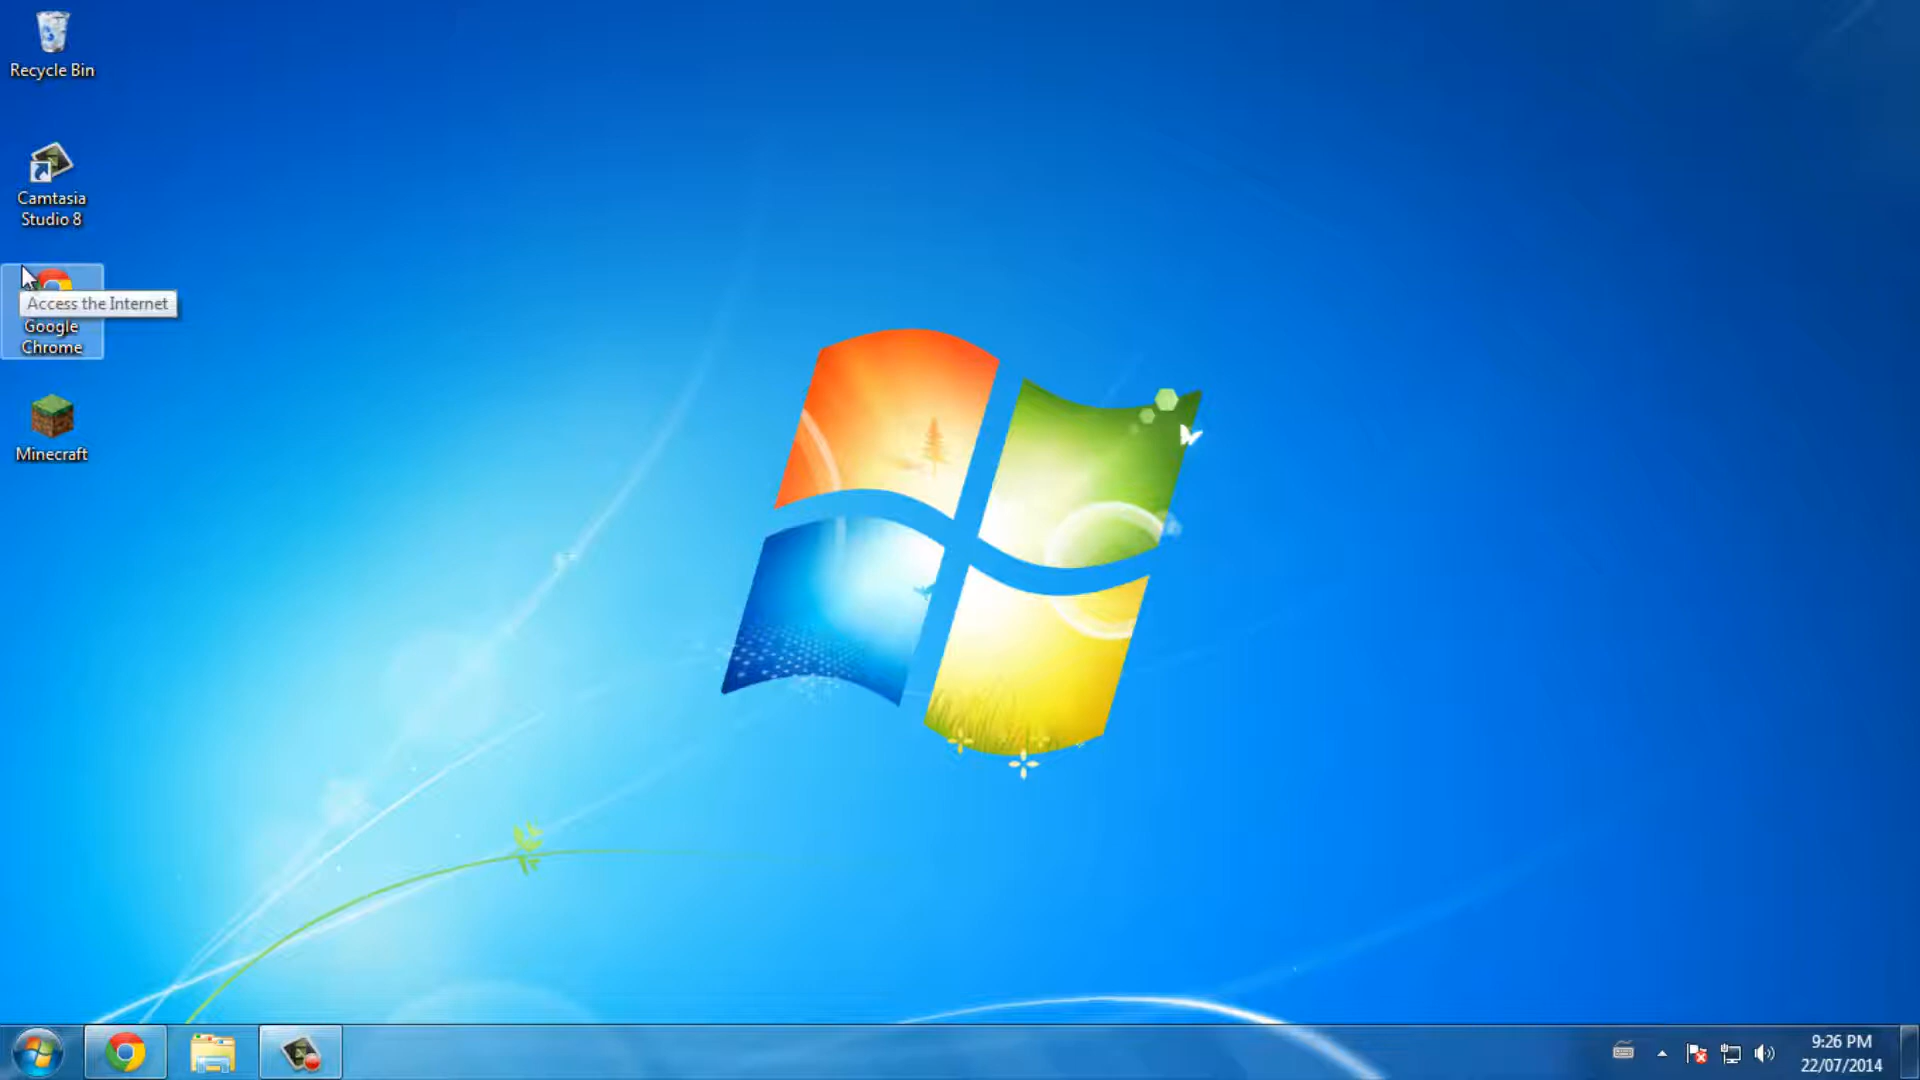 Recycle Bin
Camtasia
Studio 8
Access the Internet
Google
Chrome
Minecraft
9:26 PM
22/07/2014